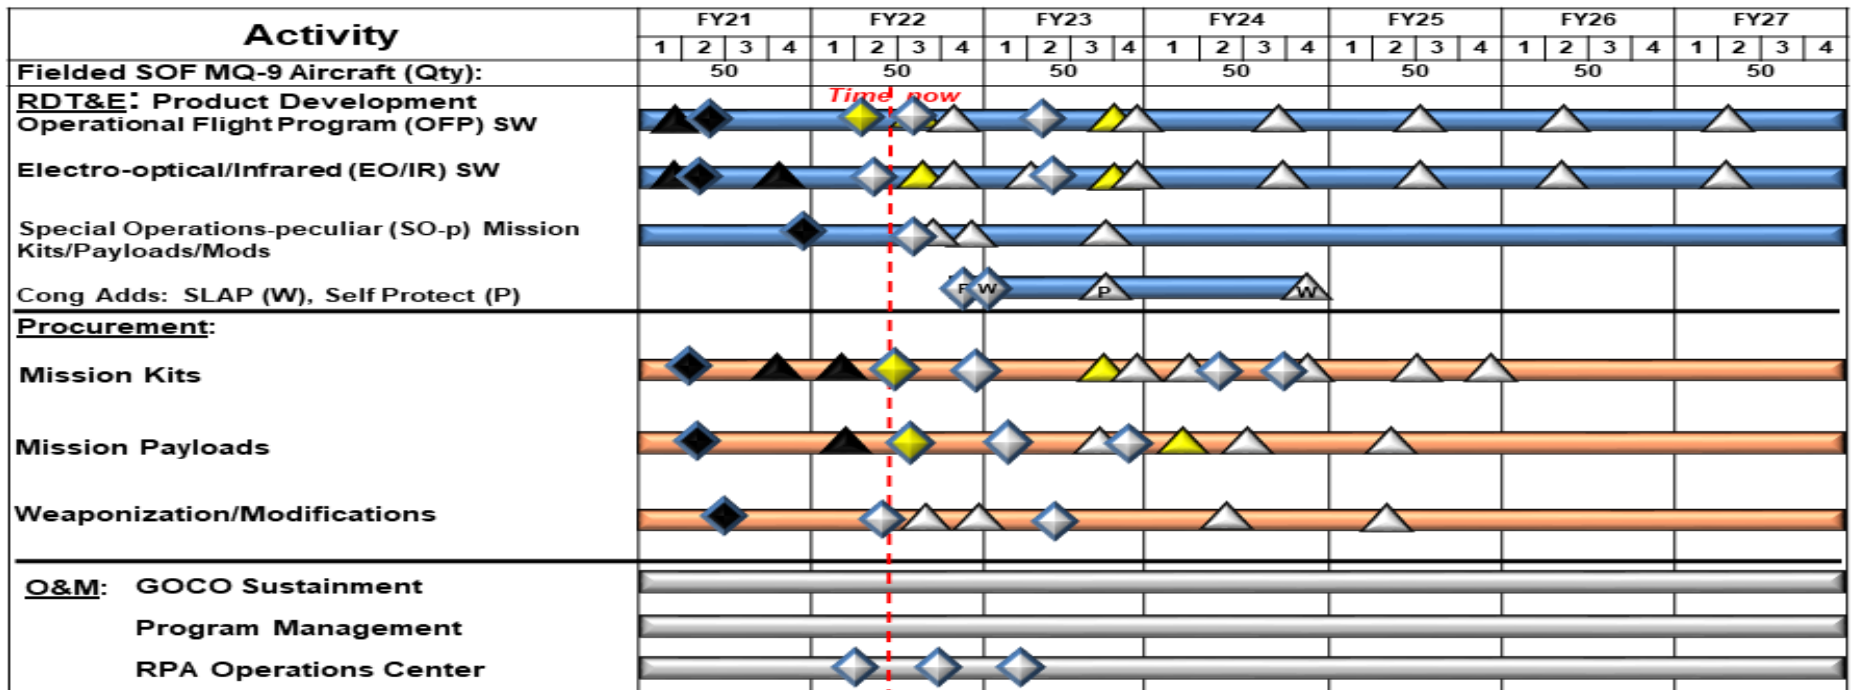 Activity FY21 FY22 FY23 FY24 FY25 FY26 FY27
1 2 3 4 1 2 3 4 1 2 3 4 1 2 3 4 1 2 3 4 1 2 3 4 1 2 3 4
Fielded SOF MQ-9 Aircraft (Qty): 50 50 50 50 50 50 50
RDT&E: Product Development Time now
Operational Flight Program (OFP) SW
Electro-optical/Infrared (EO/IR) SW
Special Operations-peculiar (SO-p) Mission
Kits/Payloads/Mods
Cong Adds: SLAP (W), Self Protect (P) W P W
Procurement:
Mission Kits
Mission Payloads
Weaponization/Modifications
O&M: GOCO Sustainment
Program Management
RPA Operations Center